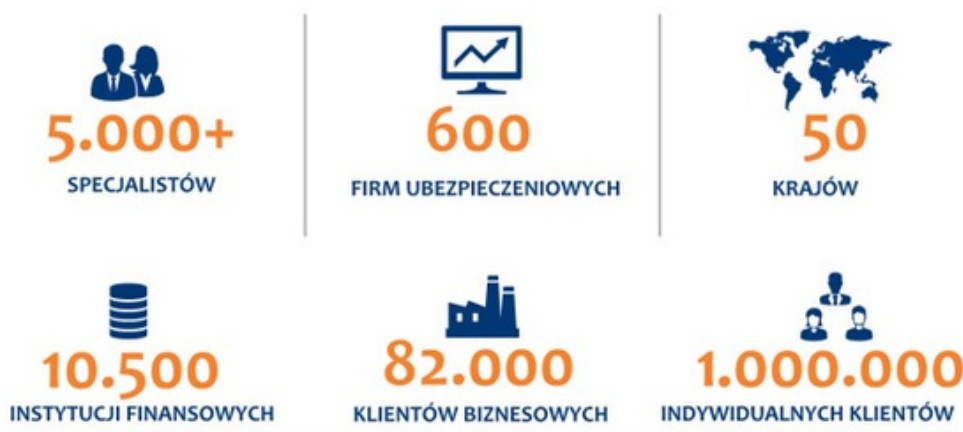 5.000+
SPECJALISTÓW
600
FIRM UBEZPIECZENIOWYCH
50
KRAJÓW
10.500
INSTYTUCJI FINANSOWYCH
82.000
KLIENTÓW BIZNESOWYCH
1.000.000
INDYWIDUALNYCH KLIENTÓW